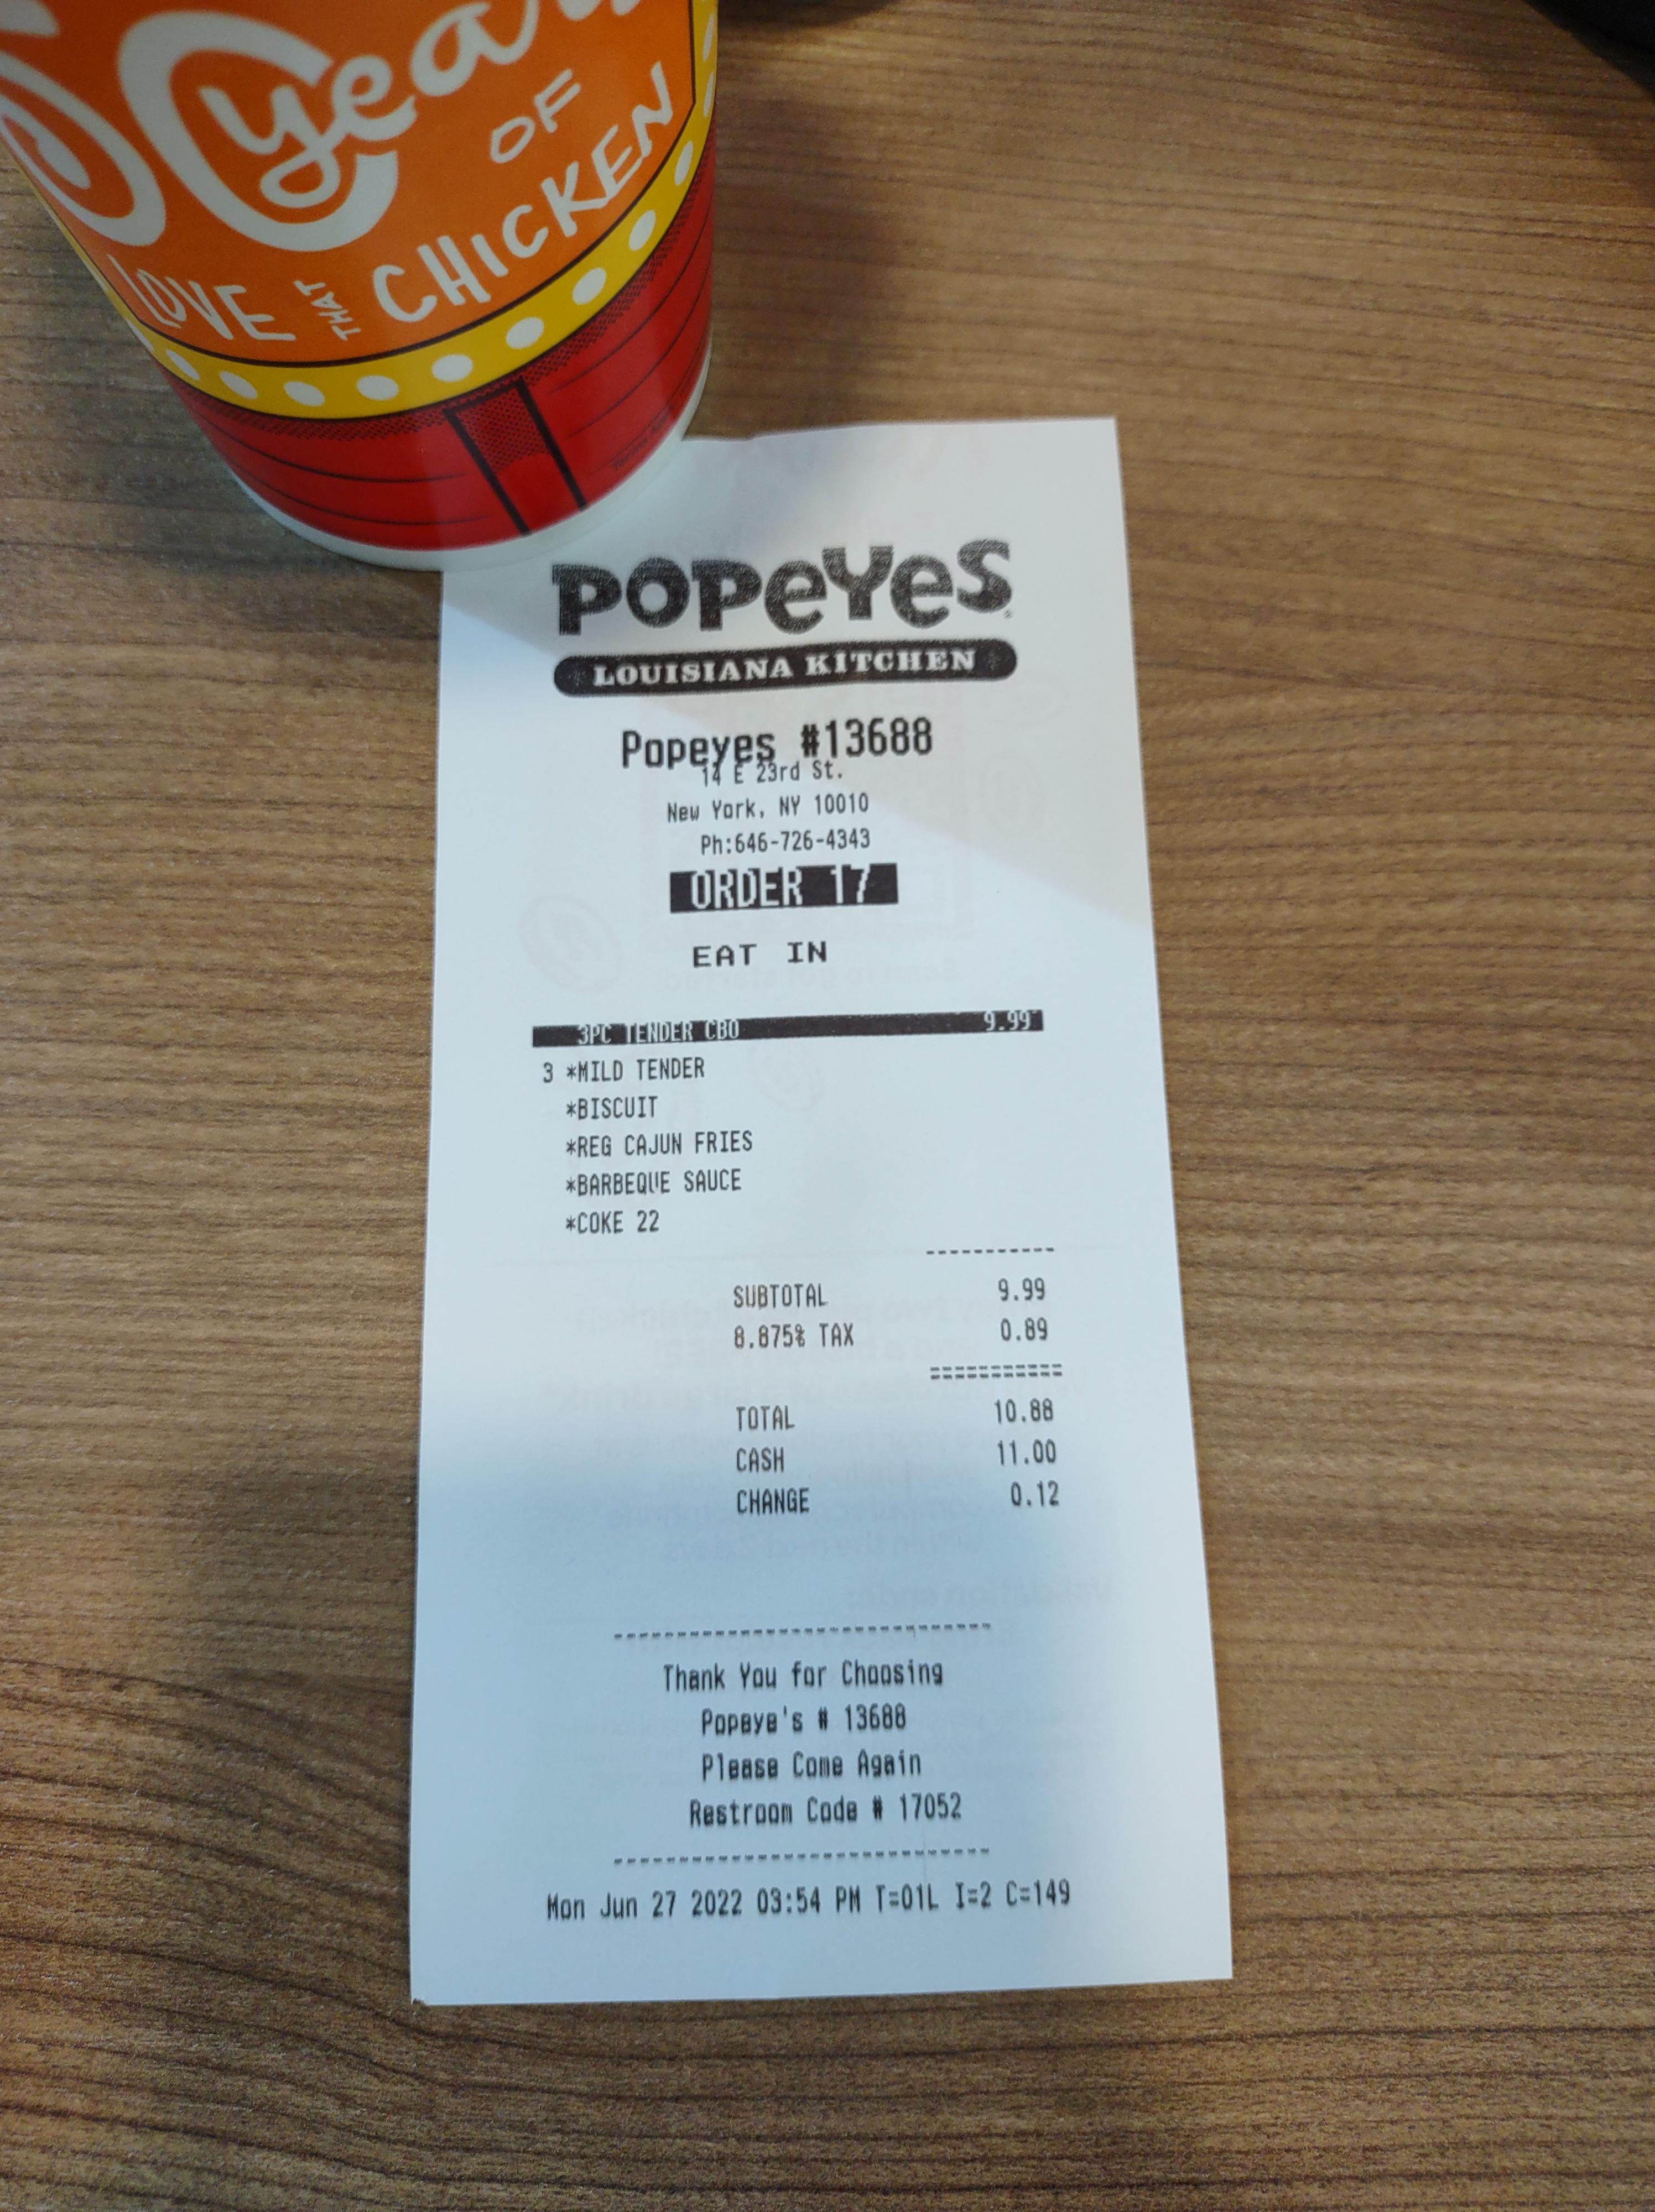 years
OF
LOVE THAT CHICKEN
POPEYES
LOUISIANA KITCHEN
Popeyes #13688
14 E 23rd St.
New York, NY 10010
Ph:646-726-4343
ORDER 17
EAT IN
3PC TENDER CBO 9.99
3 *MILD TENDER
*BISCUIT
*REG CAJUN FRIES
*BARBEQUE SAUCE
*COKE 22
SUBTOTAL 9.99
8.875% TAX 0.89
TOTAL 10.88
CASH 11.00
CHANGE 0.12
Thank You for Choosing
Popeye's # 13688
Please Come Again
Restroom Code # 17052
Mon Jun 27 2022 03:54 PM T=01L I=2 C=149